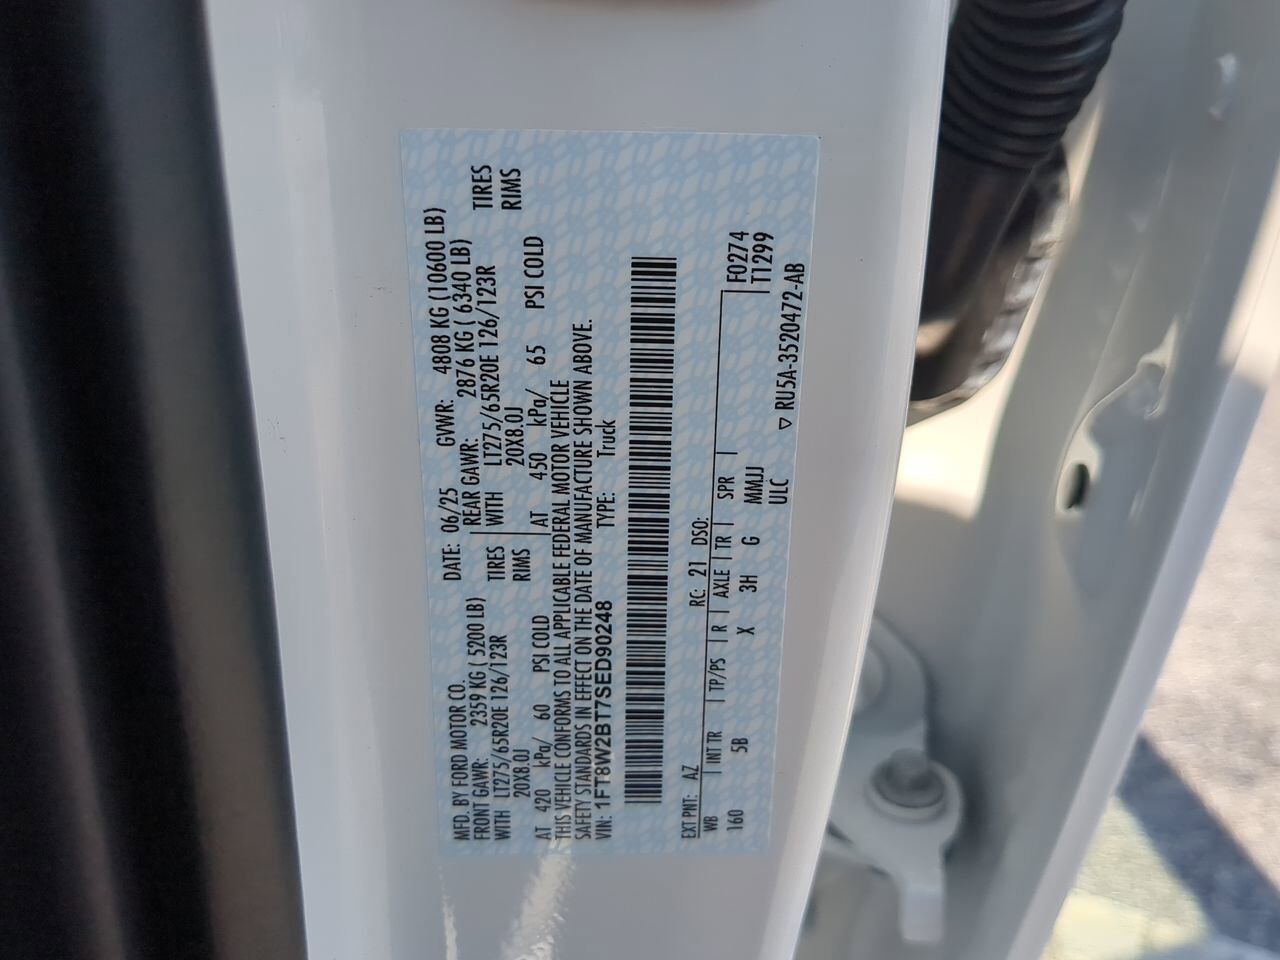 MFD. BY FORD MOTOR CO. DATE: 06/25 GVWR: 4808 KG (10600 LB)
FRONT GAWR: 2359 KG ( 5200 LB) REAR GAWR: 2876 KG ( 6340 LB)
WITH LT275/65R20E 126/123R TIRES WITH LT275/65R20E 126/123R TIRES
20X8.0J RIMS 20X8.0J RIMS
AT 420 kPa/ 60 PSI COLD AT 450 kPa/ 65 PSI COLD
THIS VEHICLE CONFORMS TO ALL APPLICABLE FEDERAL MOTOR VEHICLE
SAFETY STANDARDS IN EFFECT ON THE DATE OF MANUFACTURE SHOWN ABOVE.
VIN: 1FT8W2BT7SED90248 TYPE: Truck
EXT PNT: AZ RC: 21 DSO:
WB INT TR TP/PS R AXLE TR SPR F0274
160 5B X 3H G MMJJ T1299
ULC
▽ RU5A-3520472-AB